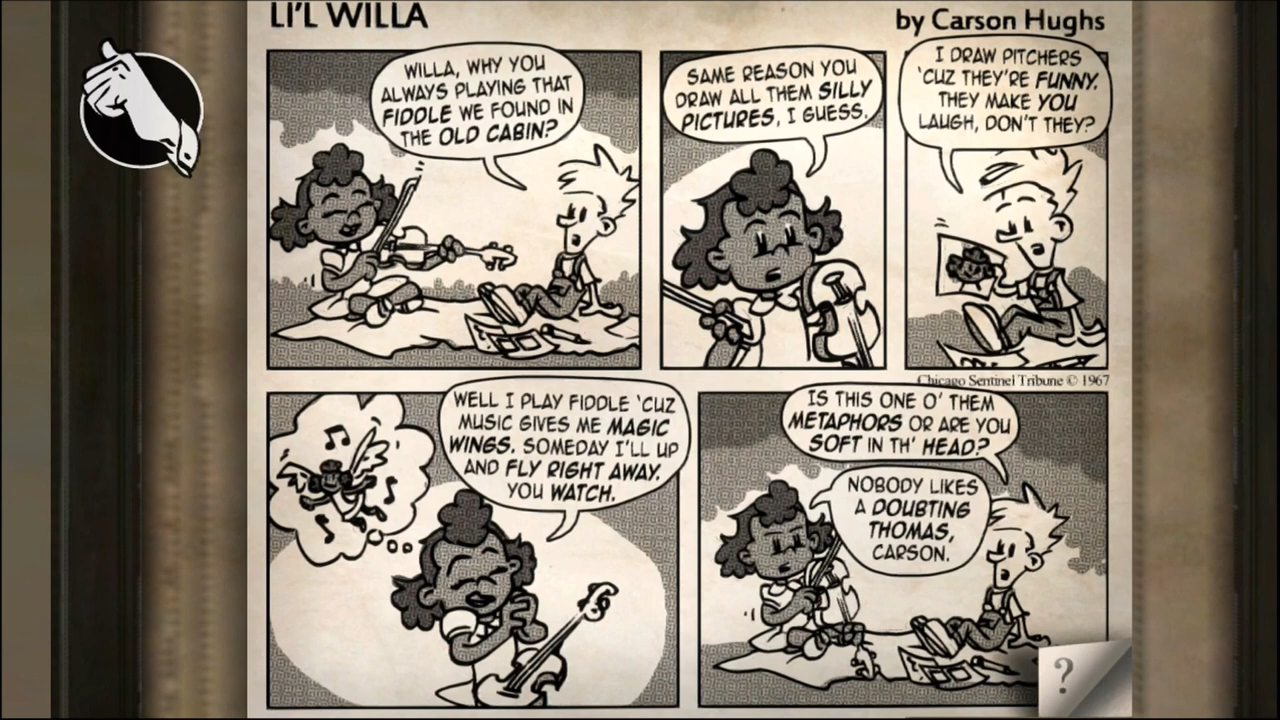 LI'L WILLA
by Carson Hughs
WILLA, WHY YOU
ALWAYS PLAYING THAT
FIDDLE WE FOUND IN
THE OLD CABIN?
SAME REASON YOU
DRAW ALL THEM SILLY
PICTURES, I GUESS.
I DRAW PITCHERS
'CUZ THEY'RE FUNNY.
THEY MAKE YOU
LAUGH, DON'T THEY?
Chicago Sentinel Tribune © 1967
WELL I PLAY FIDDLE 'CUZ
MUSIC GIVES ME MAGIC
WINGS. SOMEDAY I'LL UP
AND FLY RIGHT AWAY.
YOU WATCH.
IS THIS ONE O' THEM
METAPHORS OR ARE YOU
SOFT IN TH' HEAD?
NOBODY LIKES
A DOUBTING
THOMAS,
CARSON.
?